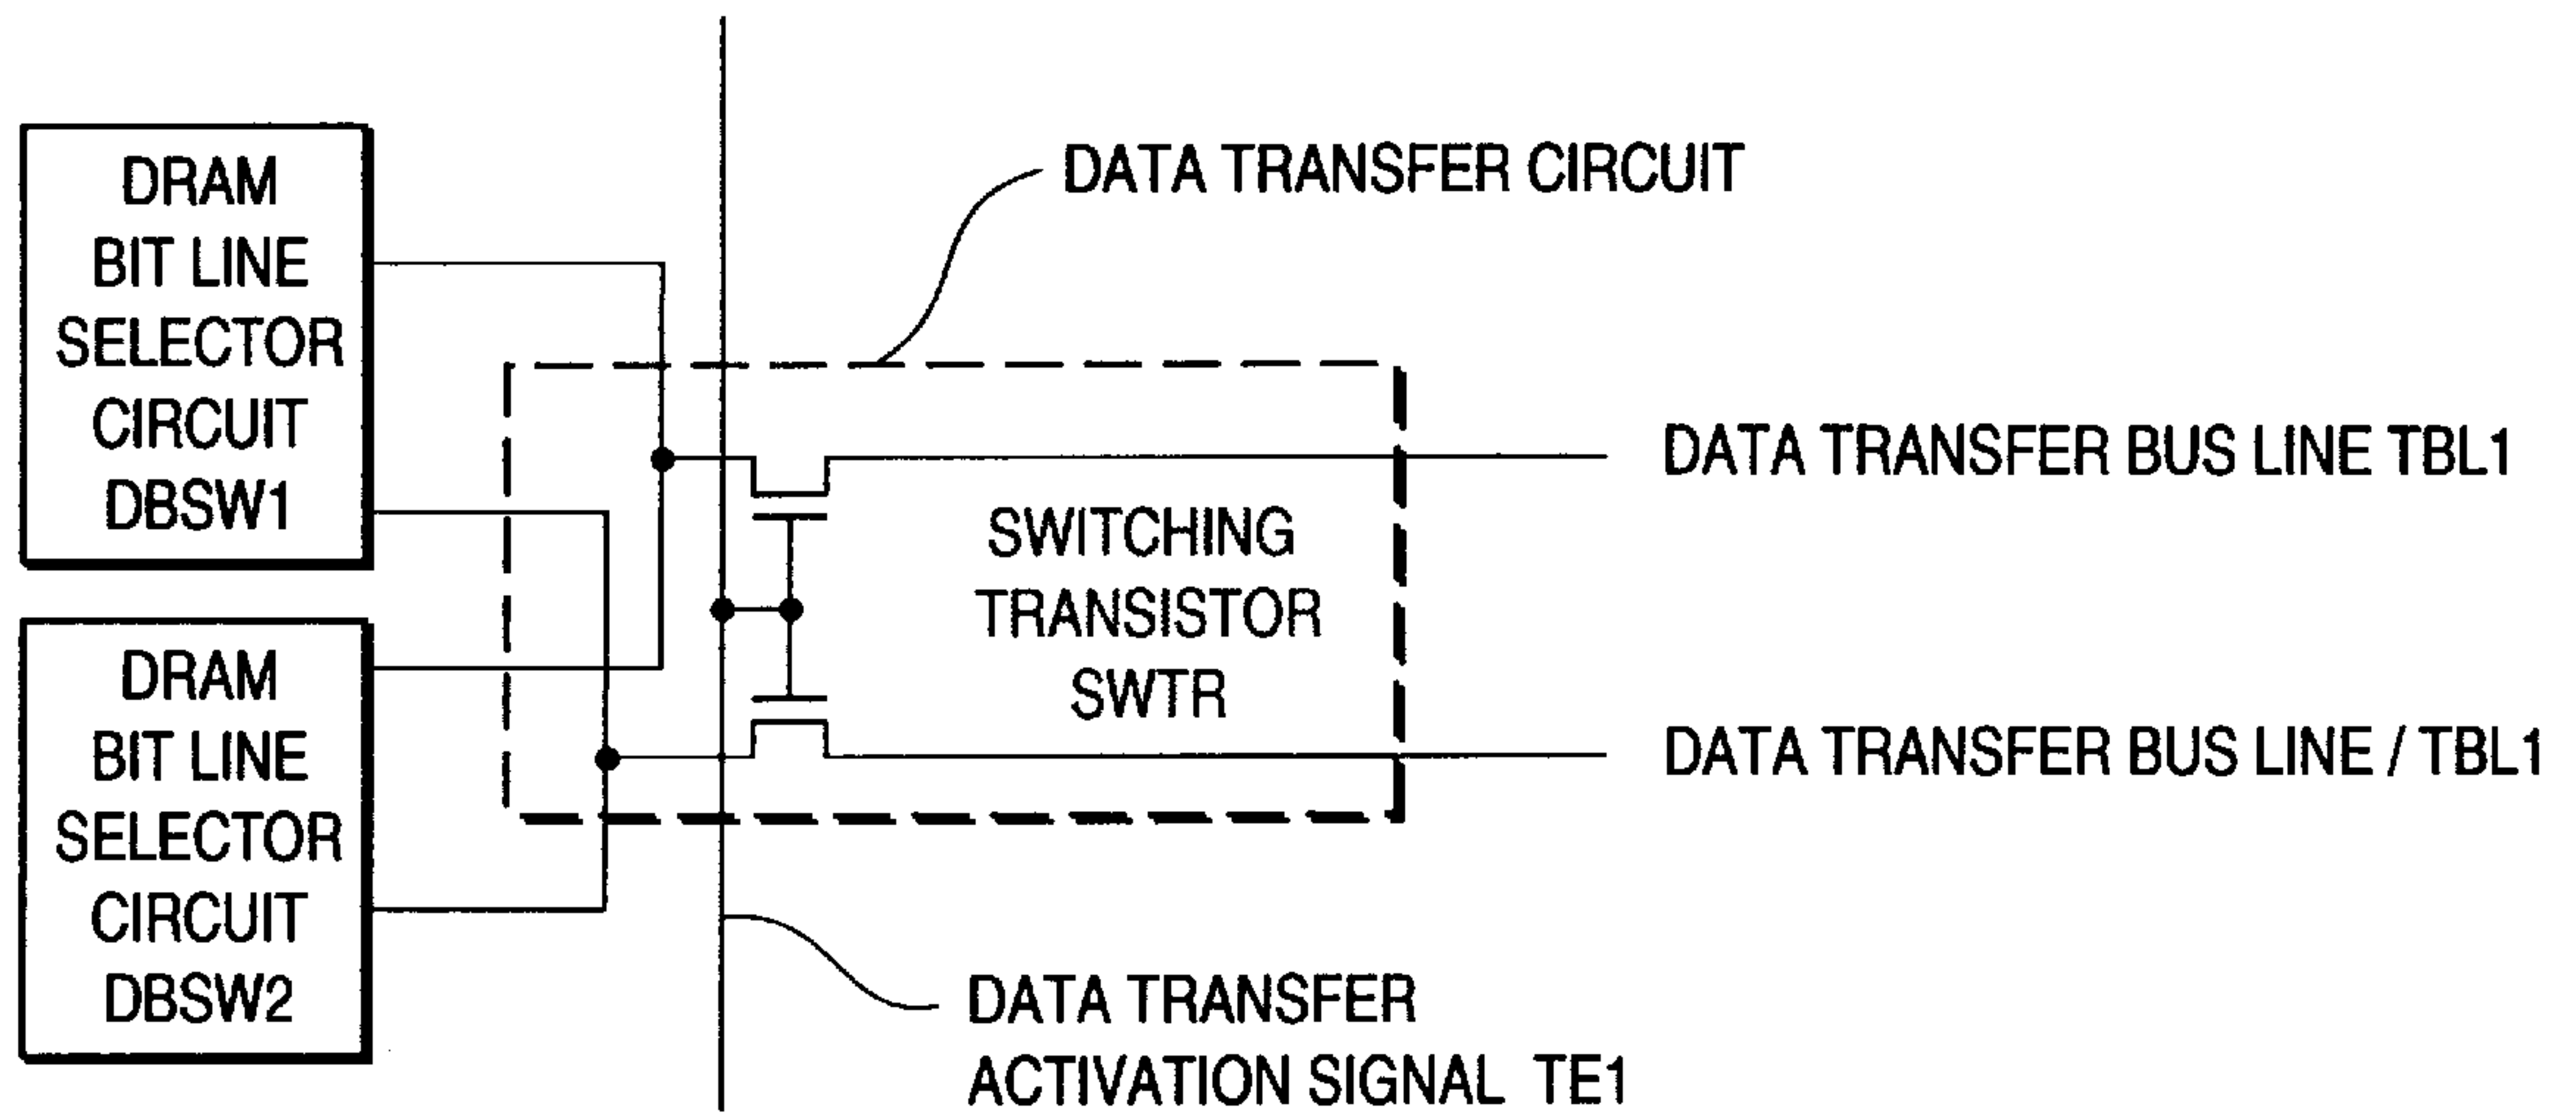 DRAM
BIT LINE
SELECTOR
CIRCUIT
DBSW1
DATA TRANSFER CIRCUIT
DATA TRANSFER BUS LINE TBL1
SWITCHING
TRANSISTOR
SWTR
DATA TRANSFER BUS LINE / TBL1
DRAM
BIT LINE
SELECTOR
CIRCUIT
DBSW2
DATA TRANSFER
ACTIVATION SIGNAL TE1